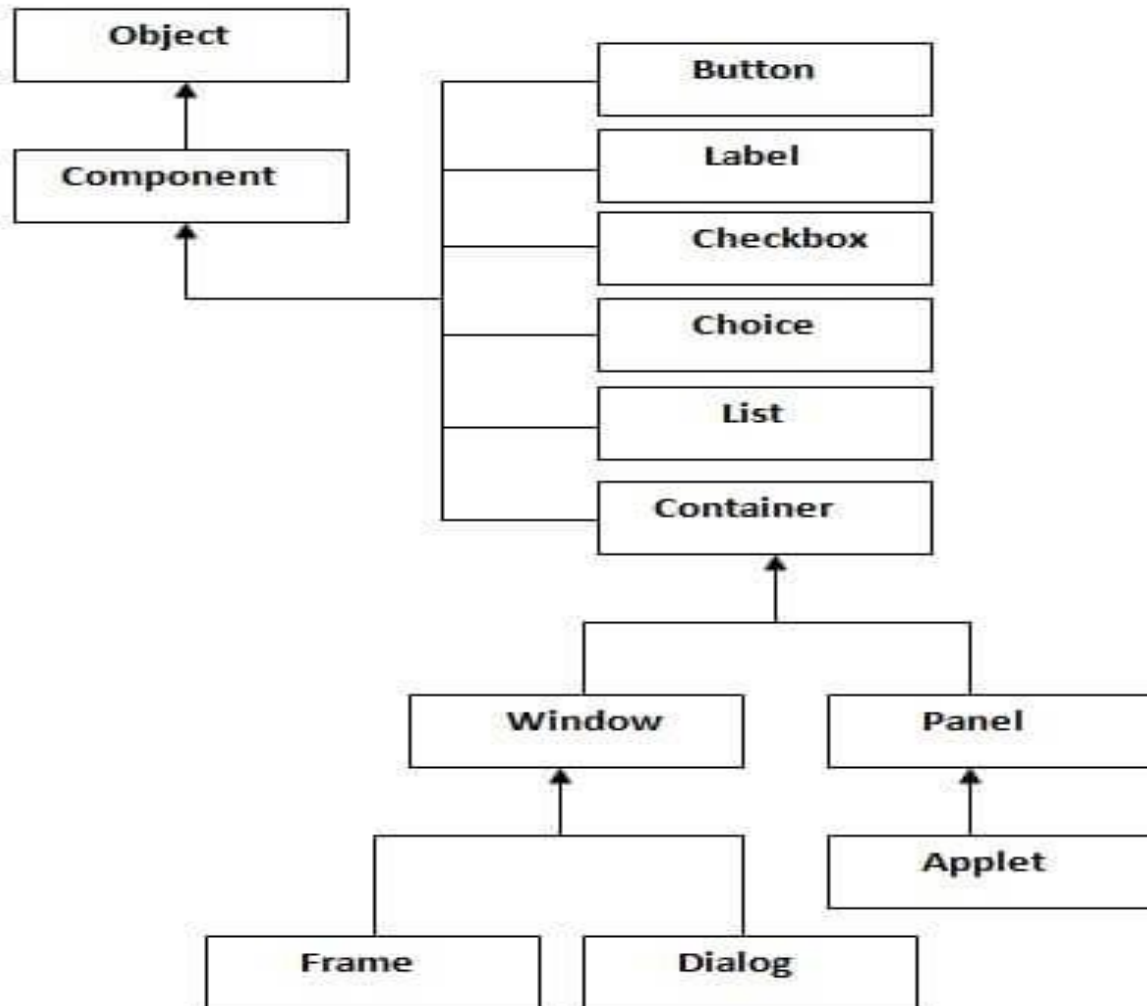 Object
Component
Button
Label
Checkbox
Choice
List
Container
Window
Panel
Applet
Frame
Dialog